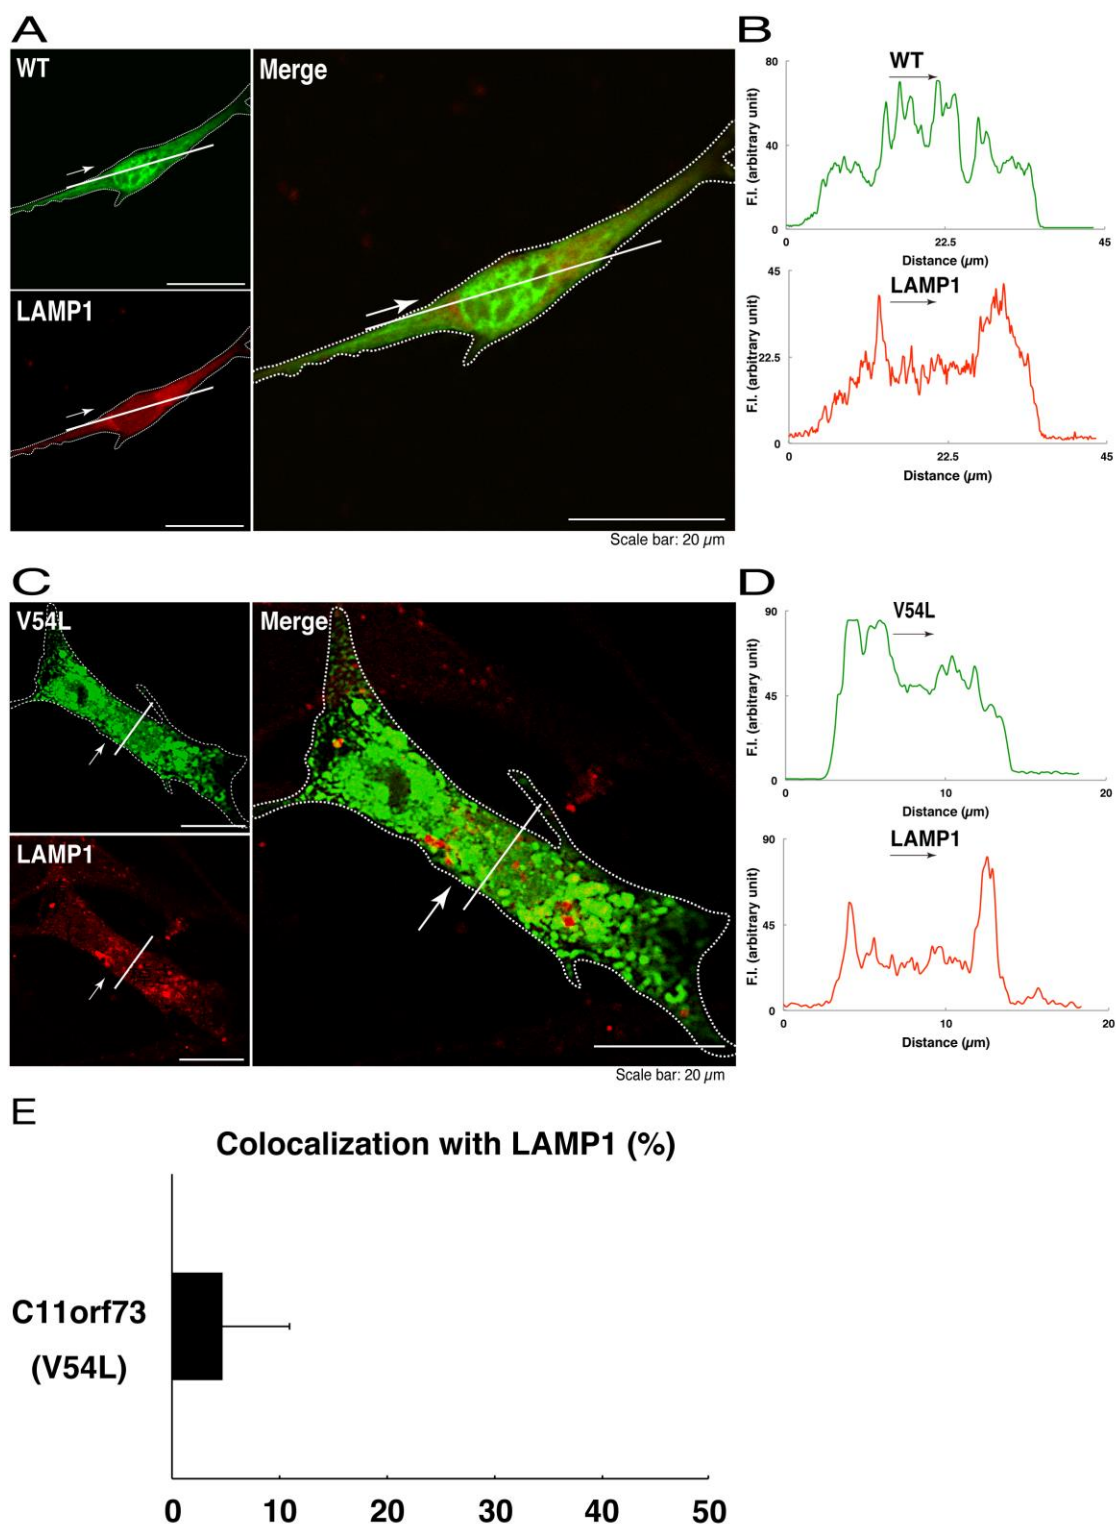 A
WT
LAMP1
Merge
Scale bar: 20 µm
B
WT
F.I. (arbitrary unit)
80
40
0
0
22.5
45
Distance (µm)
LAMP1
F.I. (arbitrary unit)
45
22.5
0
0
22.5
45
Distance (µm)
C
V54L
LAMP1
Merge
Scale bar: 20 µm
D
V54L
F.I. (arbitrary unit)
90
45
0
0
10
20
Distance (µm)
LAMP1
F.I. (arbitrary unit)
90
45
0
0
10
20
Distance (µm)
E
Colocalization with LAMP1 (%)
C11orf73
(V54L)
0 10 20 30 40 50